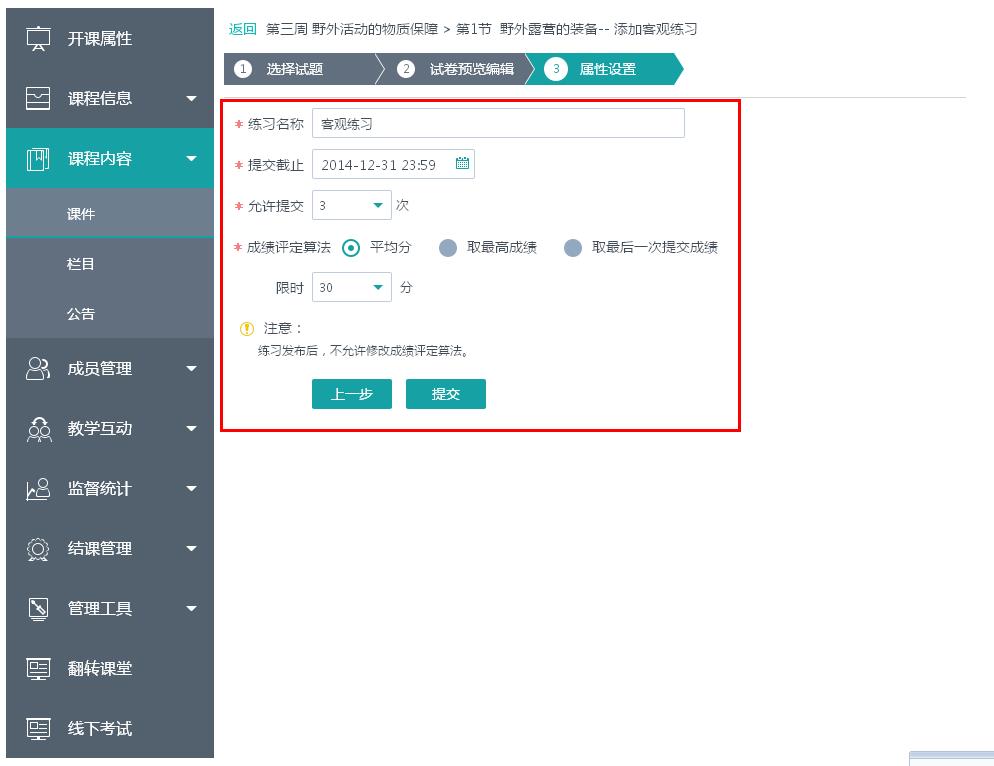 开课属性
课程信息
课程内容
课件
栏目
公告
成员管理
教学互动
监督统计
结课管理
管理工具
翻转课堂
线下考试
返回 第三周 野外活动的物质保障 > 第1节 野外露营的装备-- 添加客观练习
1 选择试题 2 试卷预览编辑 3 属性设置
* 练习名称 客观练习
* 提交截止 2014-12-31 23:59
* 允许提交 3 次
* 成绩评定算法 平均分 取最高成绩 取最后一次提交成绩
限时 30 分
注意：
练习发布后，不允许修改成绩评定算法。
上一步 提交